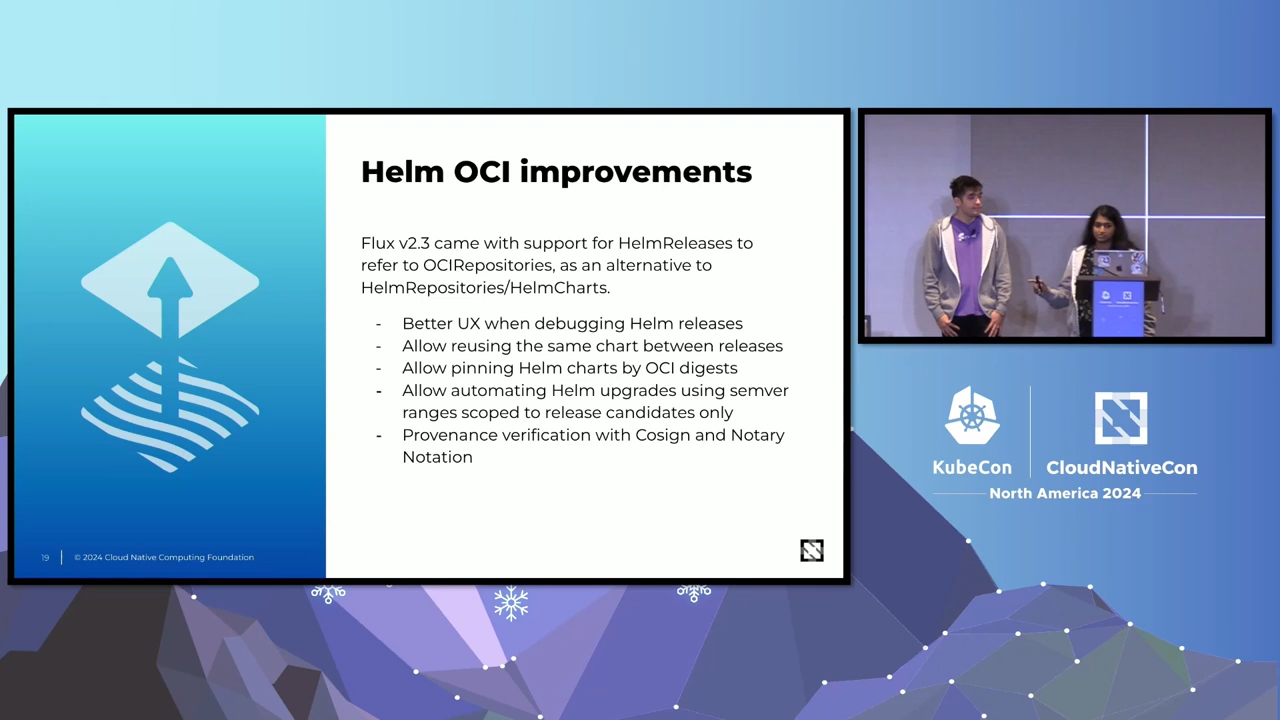 Helm OCI improvements
Flux v2.3 came with support for HelmReleases to
refer to OCIRepositories, as an alternative to
HelmRepositories/HelmCharts.
- Better UX when debugging Helm releases
- Allow reusing the same chart between releases
- Allow pinning Helm charts by OCI digests
- Allow automating Helm upgrades using semver
ranges scoped to release candidates only
- Provenance verification with Cosign and Notary
Notation
19
© 2024 Cloud Native Computing Foundation
KubeCon
CloudNativeCon
North America 2024